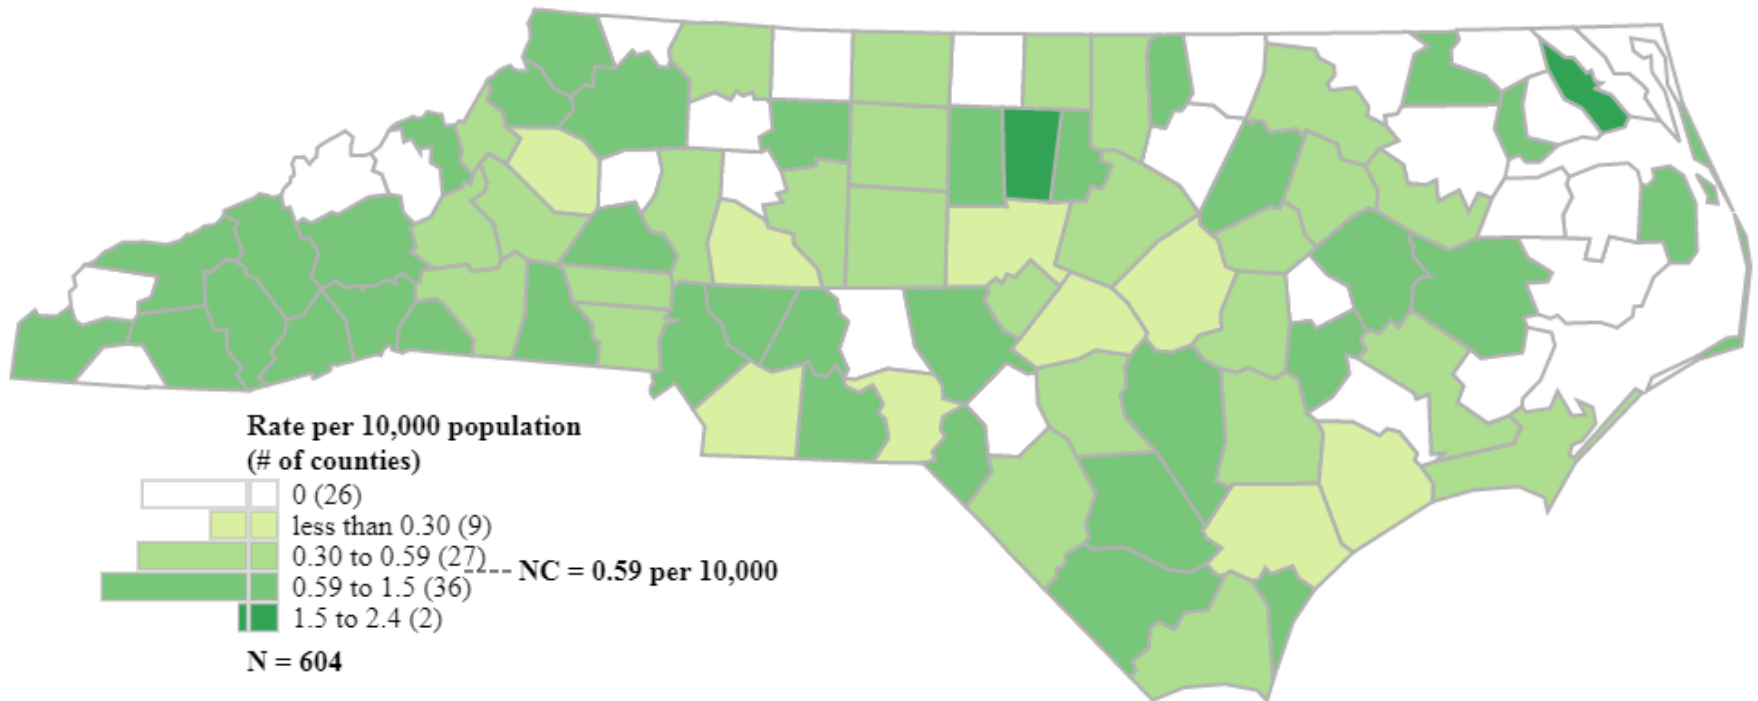 Rate per 10,000 population
(# of counties)
0 (26)
less than 0.30 (9)
0.30 to 0.59 (27)
NC = 0.59 per 10,000
0.59 to 1.5 (36)
1.5 to 2.4 (2)
N = 604